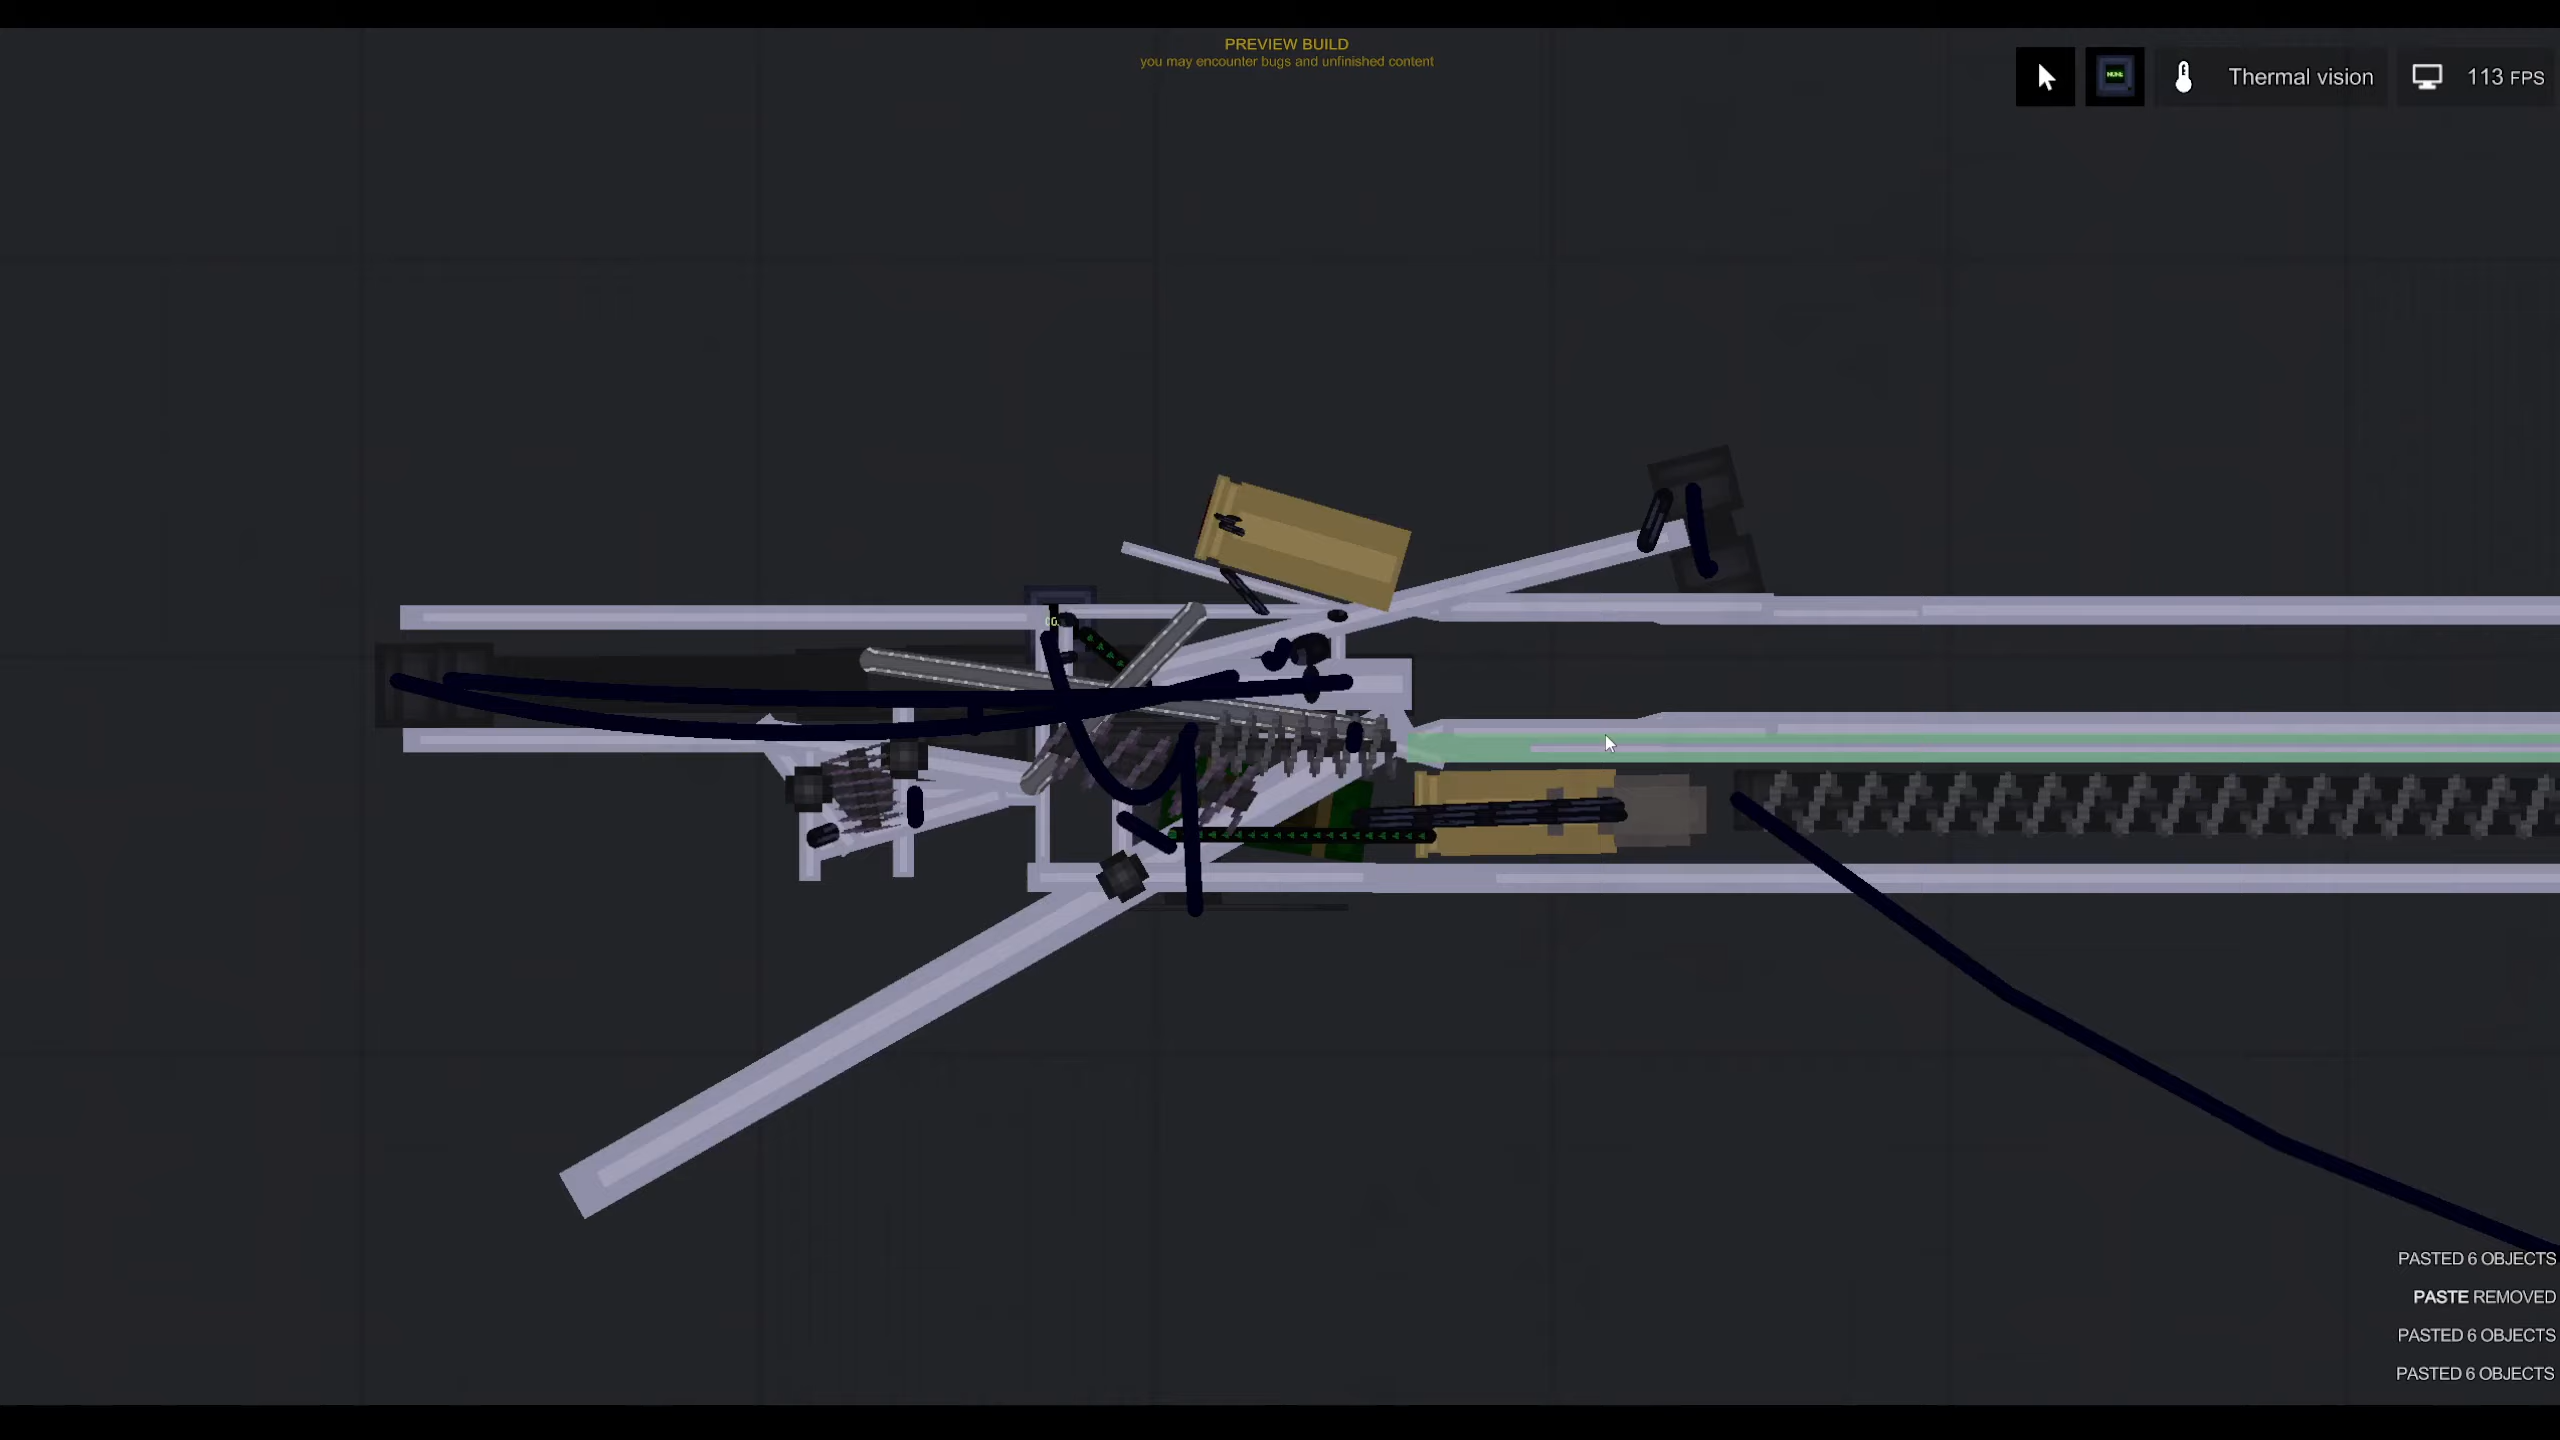 PREVIEW BUILD
you may encounter bugs and unfinished content
Thermal vision
113 FPS
PASTED 6 OBJECTS
PASTE REMOVED
PASTED 6 OBJECTS
PASTED 6 OBJECTS